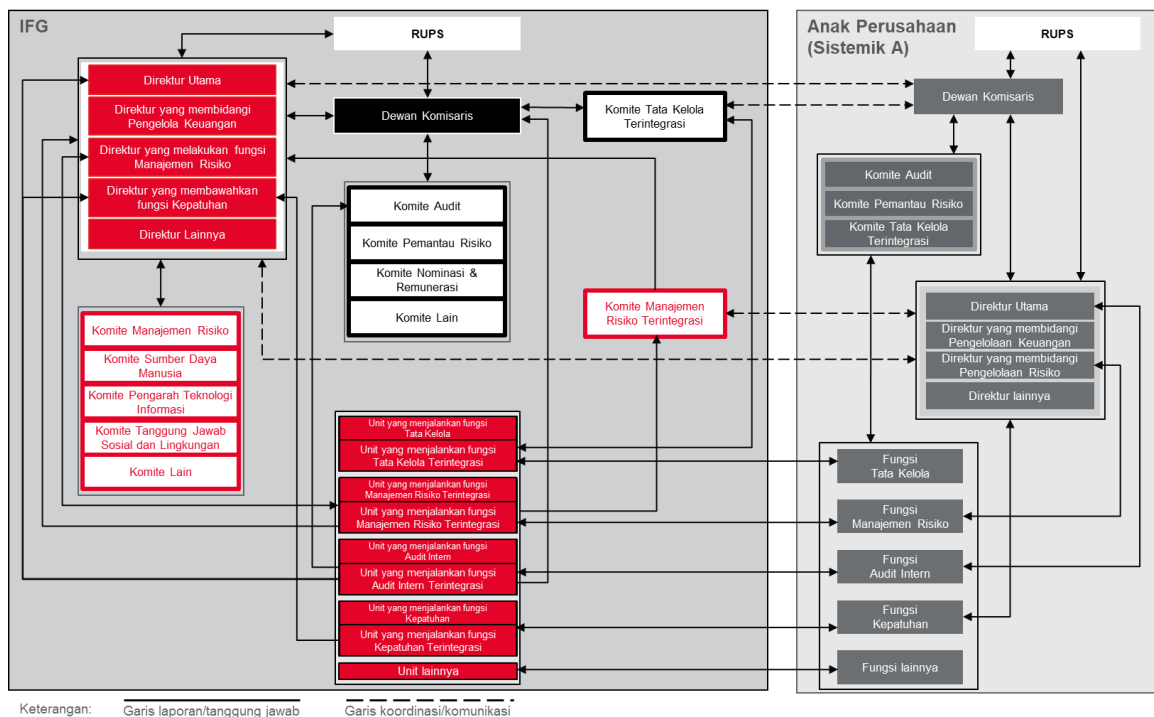 IFG
RUPS
Direktur Utama
Direktur yang membidangi
Pengelola Keuangan
Direktur yang melakukan fungsi
Manajemen Risiko
Direktur yang membawahkan
fungsi Kepatuhan
Direktur Lainnya
Dewan Komisaris
Komite Tata Kelola
Terintegrasi
Komite Audit
Komite Pemantau Risiko
Komite Nominasi &
Remunerasi
Komite Lain
Komite Manajemen
Risiko Terintegrasi
Komite Manajemen Risiko
Komite Sumber Daya
Manusia
Komite Pengarah Teknologi
Informasi
Komite Tanggung Jawab
Sosial dan Lingkungan
Komite Lain
Unit yang menjalankan fungsi
Tata Kelola
Unit yang menjalankan fungsi
Tata Kelola Terintegrasi
Unit yang menjalankan fungsi
Manajemen Risiko Terintegrasi
Unit yang menjalankan fungsi
Manajemen Risiko Terintegrasi
Unit yang menjalankan fungsi
Audit Intern
Unit yang menjalankan fungsi
Audit Intern Terintegrasi
Unit yang menjalankan fungsi
Kepatuhan
Unit yang menjalankan fungsi
Kepatuhan Terintegrasi
Unit lainnya
Anak Perusahaan
(Sistemik A)
RUPS
Dewan Komisaris
Komite Audit
Komite Pemantau Risiko
Komite Tata Kelola
Terintegrasi
Direktur Utama
Direktur yang membidangi
Pengelolaan Keuangan
Direktur yang membidangi
Pengelolaan Risiko
Direktur lainnya
Fungsi
Tata Kelola
Fungsi
Manajemen Risiko
Fungsi
Audit Intern
Fungsi
Kepatuhan
Fungsi lainnya
Keterangan:
Garis laporan/tanggung jawab
Garis koordinasi/komunikasi